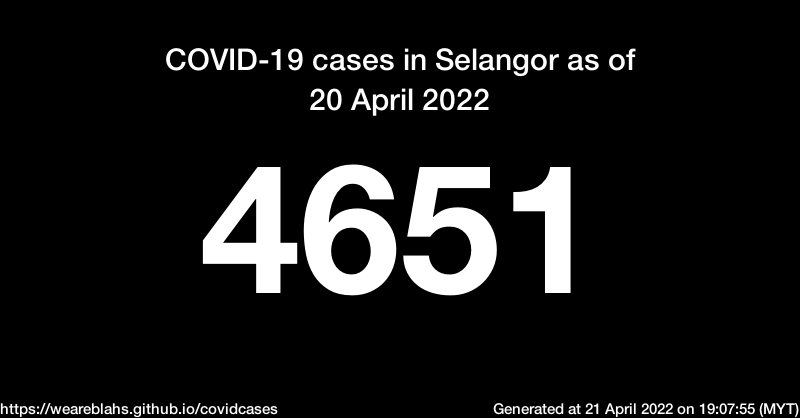 COVID-19 cases in Selangor as of
20 April 2022
4651
https://weareblahs.github.io/covidcases
Generated at 21 April 2022 on 19:07:55 (MYT)